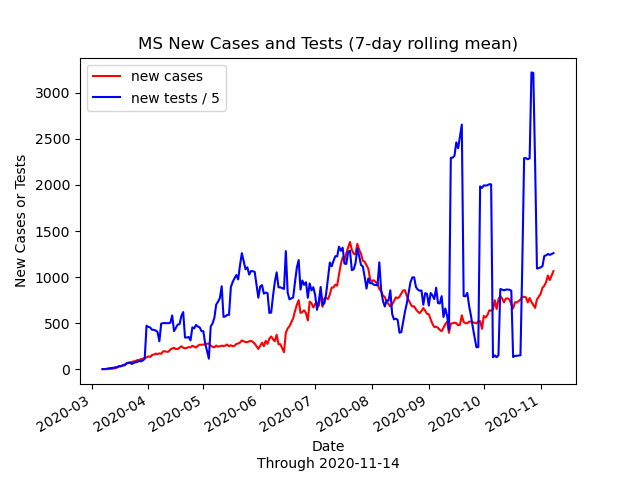 MS New Cases and Tests (7-day rolling mean)
new cases
new tests / 5
New Cases or Tests
3000
2500
2000
1500
1000
500
0
2020-03
2020-04
2020-05
2020-06
2020-07
2020-08
2020-09
2020-10
2020-11
Date
Through 2020-11-14